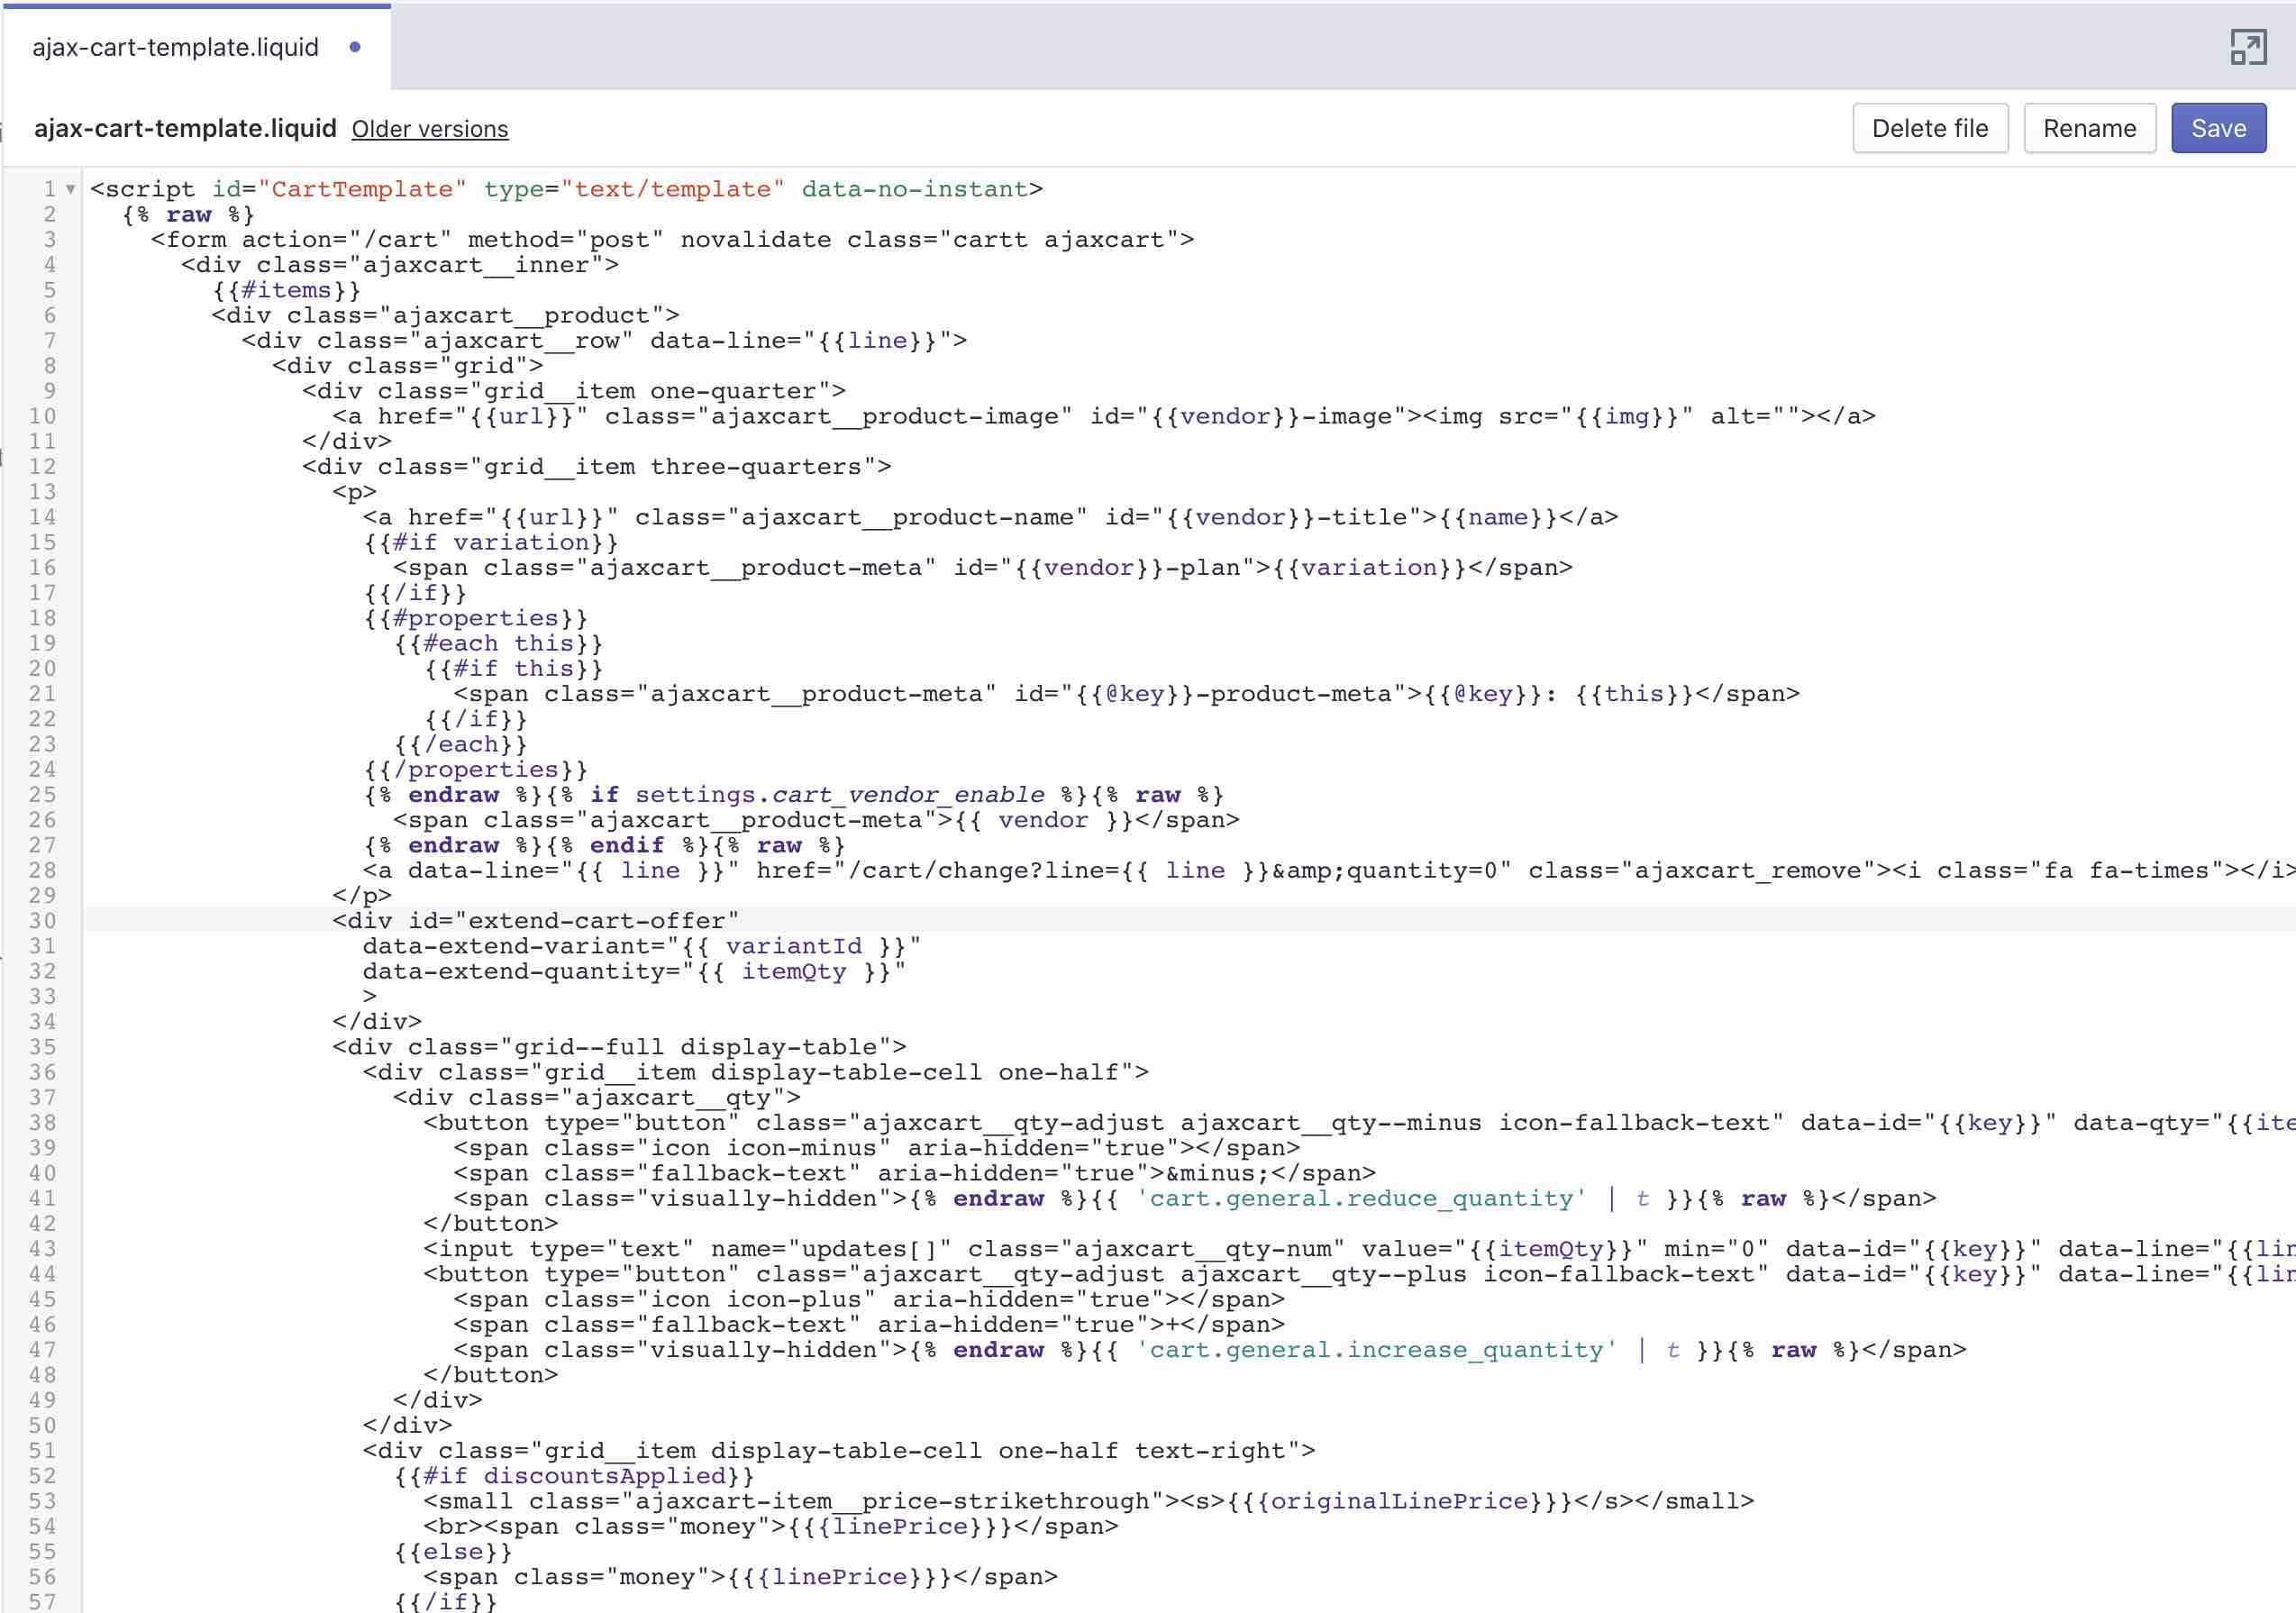 ajax-cart-template.liquid
ajax-cart-template.liquid Older versions Delete file Rename Save
1 <script id="CartTemplate" type="text/template" data-no-instant>
2 {% raw %}
3 <form action="/cart" method="post" novalidate class="cartt ajaxcart">
4 <div class="ajaxcart__inner">
5 {{#items}}
6 <div class="ajaxcart__product">
7 <div class="ajaxcart__row" data-line="{{line}}">
8 <div class="grid">
9 <div class="grid__item one-quarter">
10 <a href="{{url}}" class="ajaxcart__product-image" id="{{vendor}}-image"><img src="{{img}}" alt=""></a>
11 </div>
12 <div class="grid__item three-quarters">
13 <p>
14 <a href="{{url}}" class="ajaxcart__product-name" id="{{vendor}}-title">{{name}}</a>
15 {{#if variation}}
16 <span class="ajaxcart__product-meta" id="{{vendor}}-plan">{{variation}}</span>
17 {{/if}}
18 {{#properties}}
19 {{#each this}}
20 {{#if this}}
21 <span class="ajaxcart__product-meta" id="{{@key}}-product-meta">{{@key}}: {{this}}</span>
22 {{/if}}
23 {{/each}}
24 {{/properties}}
25 {% endraw %}{% if settings.cart_vendor_enable %}{% raw %}
26 <span class="ajaxcart__product-meta">{{ vendor }}</span>
27 {% endraw %}{% endif %}{% raw %}
28 <a data-line="{{ line }}" href="/cart/change?line={{ line }}&amp;quantity=0" class="ajaxcart_remove"><i class="fa fa-times"></i>
29 </p>
30 <div id="extend-cart-offer"
31 data-extend-variant="{{ variantId }}"
32 data-extend-quantity="{{ itemQty }}"
33 >
34 </div>
35 <div class="grid--full display-table">
36 <div class="grid__item display-table-cell one-half">
37 <div class="ajaxcart__qty">
38 <button type="button" class="ajaxcart__qty-adjust ajaxcart__qty--minus icon-fallback-text" data-id="{{key}}" data-qty="{{ite
39 <span class="icon icon-minus" aria-hidden="true"></span>
40 <span class="fallback-text" aria-hidden="true">&minus;</span>
41 <span class="visually-hidden">{% endraw %}{{ 'cart.general.reduce_quantity' | t }}{% raw %}</span>
42 </button>
43 <input type="text" name="updates[]" class="ajaxcart__qty-num" value="{{itemQty}}" min="0" data-id="{{key}}" data-line="{{lin
44 <button type="button" class="ajaxcart__qty-adjust ajaxcart__qty--plus icon-fallback-text" data-id="{{key}}" data-line="{{lin
45 <span class="icon icon-plus" aria-hidden="true"></span>
46 <span class="fallback-text" aria-hidden="true">+</span>
47 <span class="visually-hidden">{% endraw %}{{ 'cart.general.increase_quantity' | t }}{% raw %}</span>
48 </button>
49 </div>
50 </div>
51 <div class="grid__item display-table-cell one-half text-right">
52 {{#if discountsApplied}}
53 <small class="ajaxcart-item__price-strikethrough"><s>{{{originalLinePrice}}}</s></small>
54 <br><span class="money">{{{linePrice}}}</span>
55 {{else}}
56 <span class="money">{{{linePrice}}}</span>
57 {{/if}}